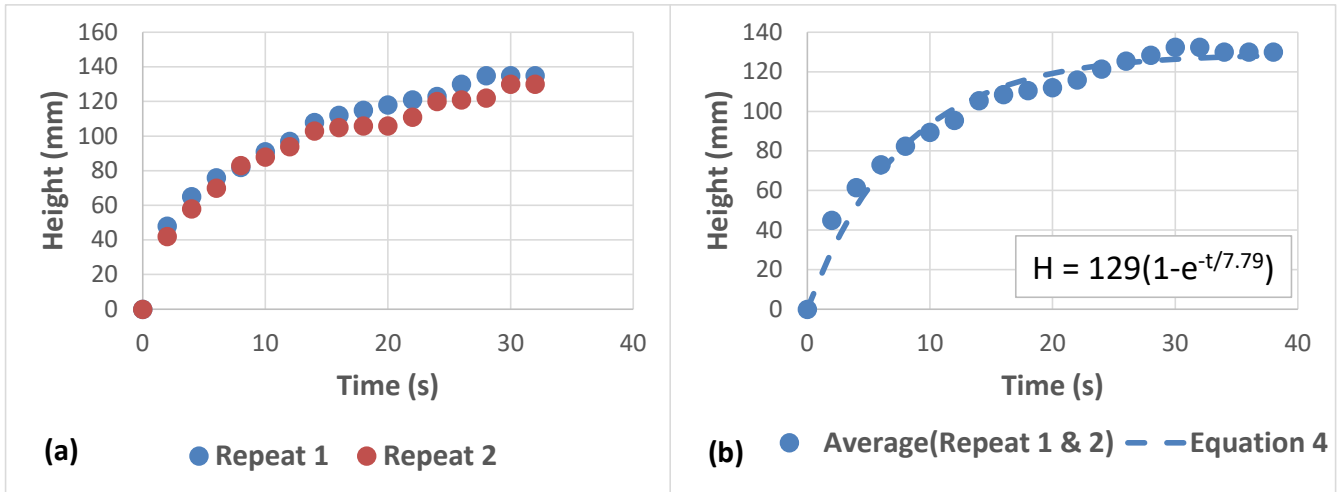 Height (mm)
140
120
100
80
60
40
20
0
0 10 20 30 40
Time (s)
(a)
Repeat 1 Repeat 2
Height (mm)
140
120
100
80
60
40
20
0
H = 129(1-e^{-t/7.79})
0 10 20 30 40
Time (s)
(b)
Average(Repeat 1 & 2) Equation 4